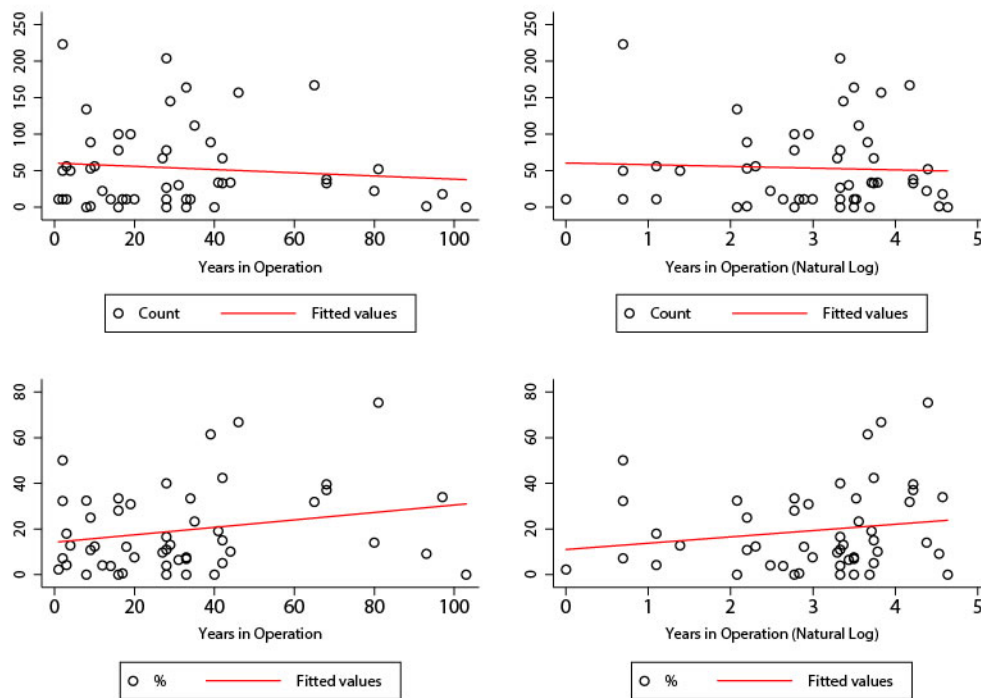 250
200
150
100
50
0
0 20 40 60 80 100
Years in Operation
Count Fitted values
250
200
150
100
50
0
0 1 2 3 4 5
Years in Operation (Natural Log)
Count Fitted values
80
60
40
20
0
0 20 40 60 80 100
Years in Operation
% Fitted values
80
60
40
20
0
0 1 2 3 4 5
Years in Operation (Natural Log)
% Fitted values